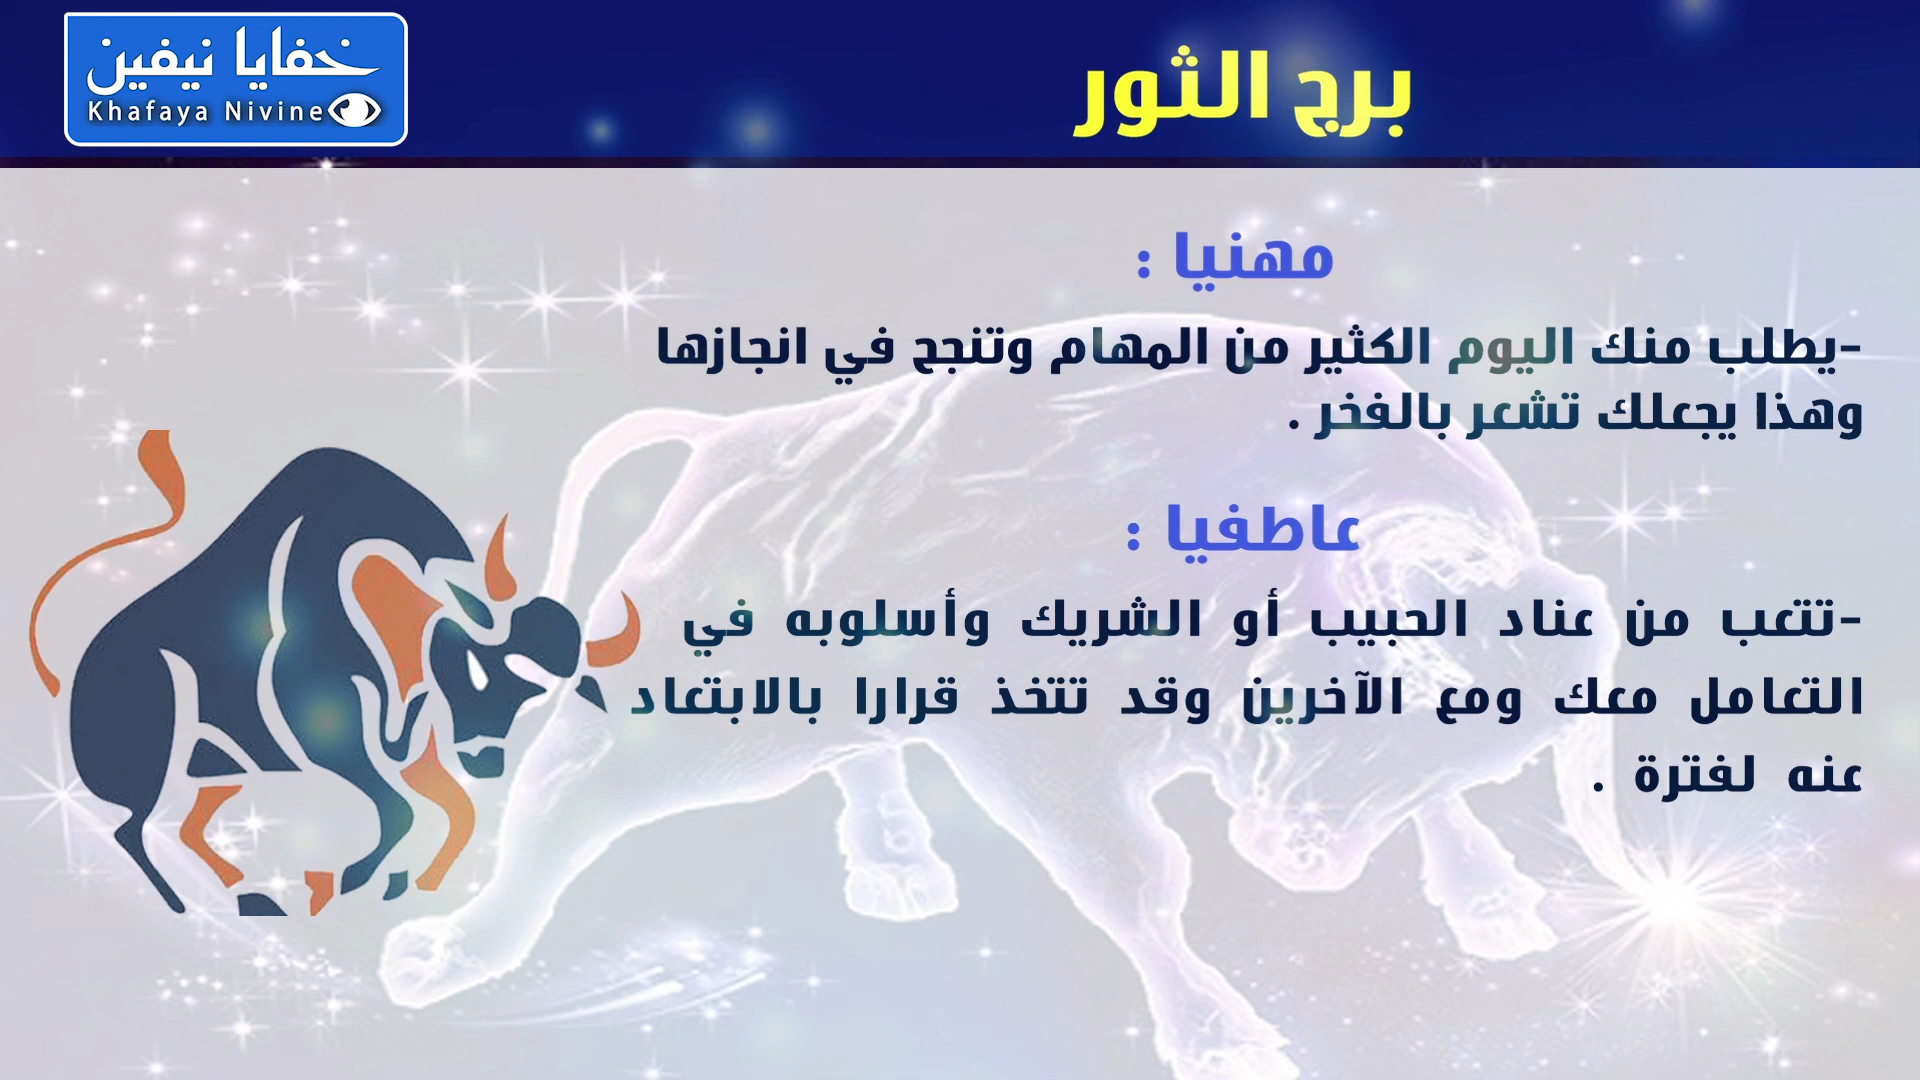 خفايا نيفين
Khafaya Nivine
برج الثور
مهنيا :
-يطلب منك اليوم الكثير من المهام وتنجح في انجازها
وهذا يجعلك تشعر بالفخر .
عاطفيا :
-تتعب من عناد الحبيب أو الشريك وأسلوبه في
التعامل معك ومع الآخرين وقد تتخذ قرارا بالابتعاد
عنه لفترة .